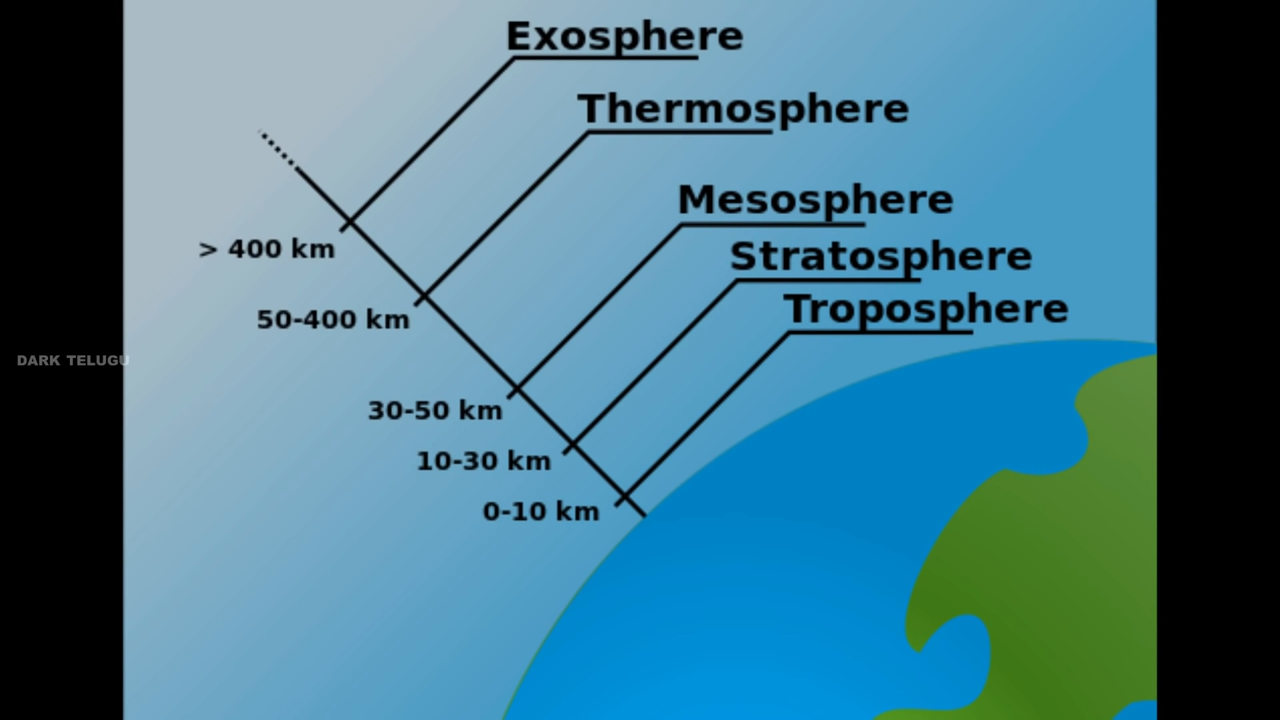 Exosphere
Thermosphere
Mesosphere
> 400 km
Stratosphere
Troposphere
50-400 km
DARK TELUGU
30-50 km
10-30 km
0-10 km